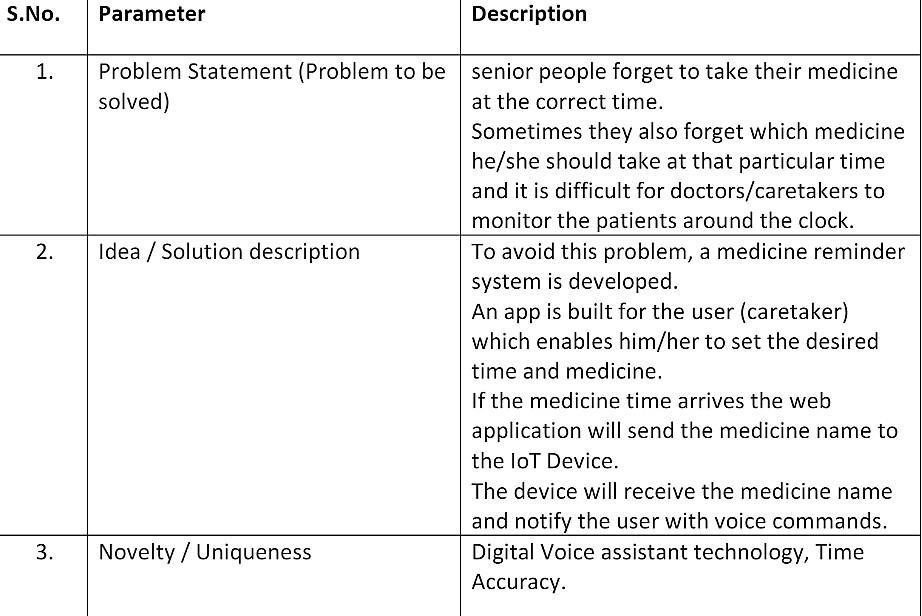 S.No. Parameter Description
1. Problem Statement (Problem to be senior people forget to take their medicine
solved) at the correct time.
Sometimes they also forget which medicine
he/she should take at that particular time
and it is difficult for doctors/caretakers to
monitor the patients around the clock.
2. Idea / Solution description To avoid this problem, a medicine reminder
system is developed.
An app is built for the user (caretaker)
which enables him/her to set the desired
time and medicine.
If the medicine time arrives the web
application will send the medicine name to
the IoT Device.
The device will receive the medicine name
and notify the user with voice commands.
3. Novelty / Uniqueness Digital Voice assistant technology, Time
Accuracy.